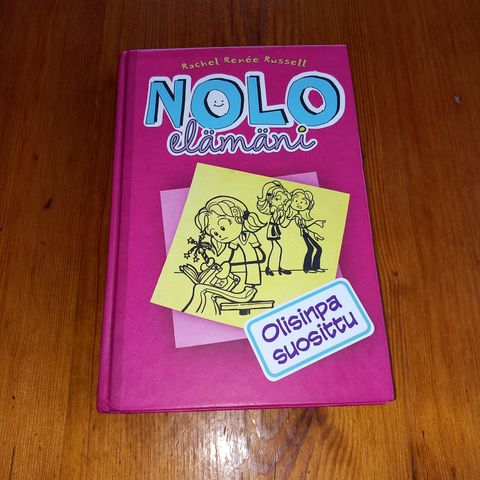 Rachel Renée Russell
NOLO
elämäni
Olisinpa
suosittu